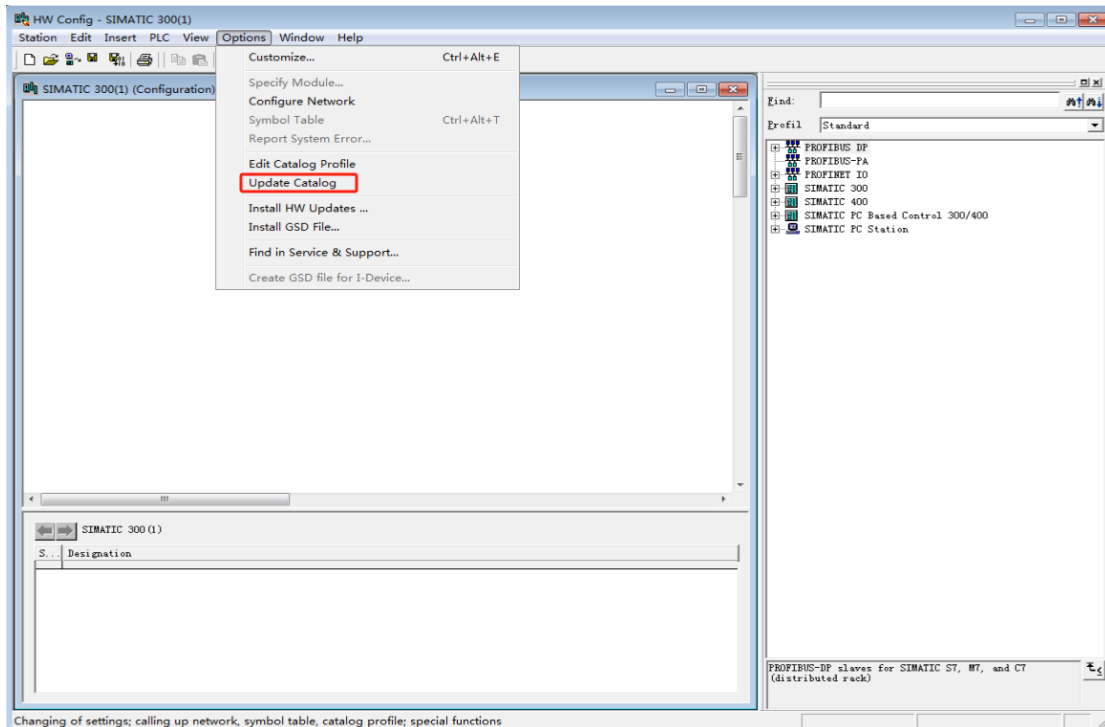 HW Config - SIMATIC 300(1)
Station Edit Insert PLC View Options Window Help
Customize... Ctrl+Alt+E
Specify Module...
Configure Network
Symbol Table Ctrl+Alt+T
Report System Error...
Edit Catalog Profile
Update Catalog
Install HW Updates ...
Install GSD File...
Find in Service & Support...
Create GSD file for I-Device...
SIMATIC 300(1) (Configuration)
SIMATIC 300(1)
S... Designation
Find:
Profil Standard
PROFIBUS DP
PROFIBUS-PA
PROFINET IO
SIMATIC 300
SIMATIC 400
SIMATIC PC Based Control 300/400
SIMATIC PC Station
PROFIBUS-DP slaves for SIMATIC S7, M7, and C7
(distributed rack)
Changing of settings; calling up network, symbol table, catalog profile; special functions